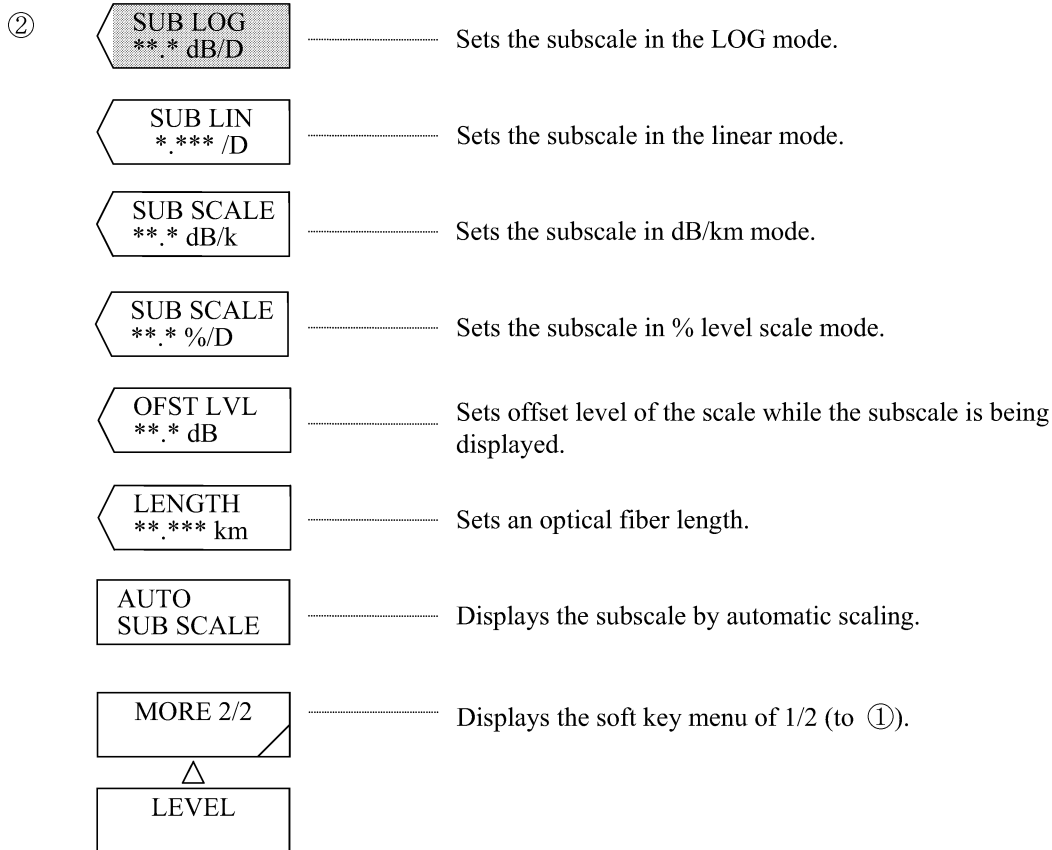 ②
SUB LOG
**.* dB/D
Sets the subscale in the LOG mode.
SUB LIN
*.*** /D
Sets the subscale in the linear mode.
SUB SCALE
**.* dB/k
Sets the subscale in dB/km mode.
SUB SCALE
**.* %/D
Sets the subscale in % level scale mode.
OFST LVL
**.* dB
Sets offset level of the scale while the subscale is being
displayed.
LENGTH
**.*** km
Sets an optical fiber length.
AUTO
SUB SCALE
Displays the subscale by automatic scaling.
MORE 2/2
Displays the soft key menu of 1/2 (to ①).
LEVEL